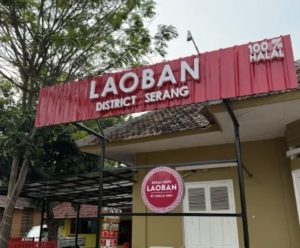 LAOBAN
DISTRICT SERANG
100%
HALAL
LAOBAN